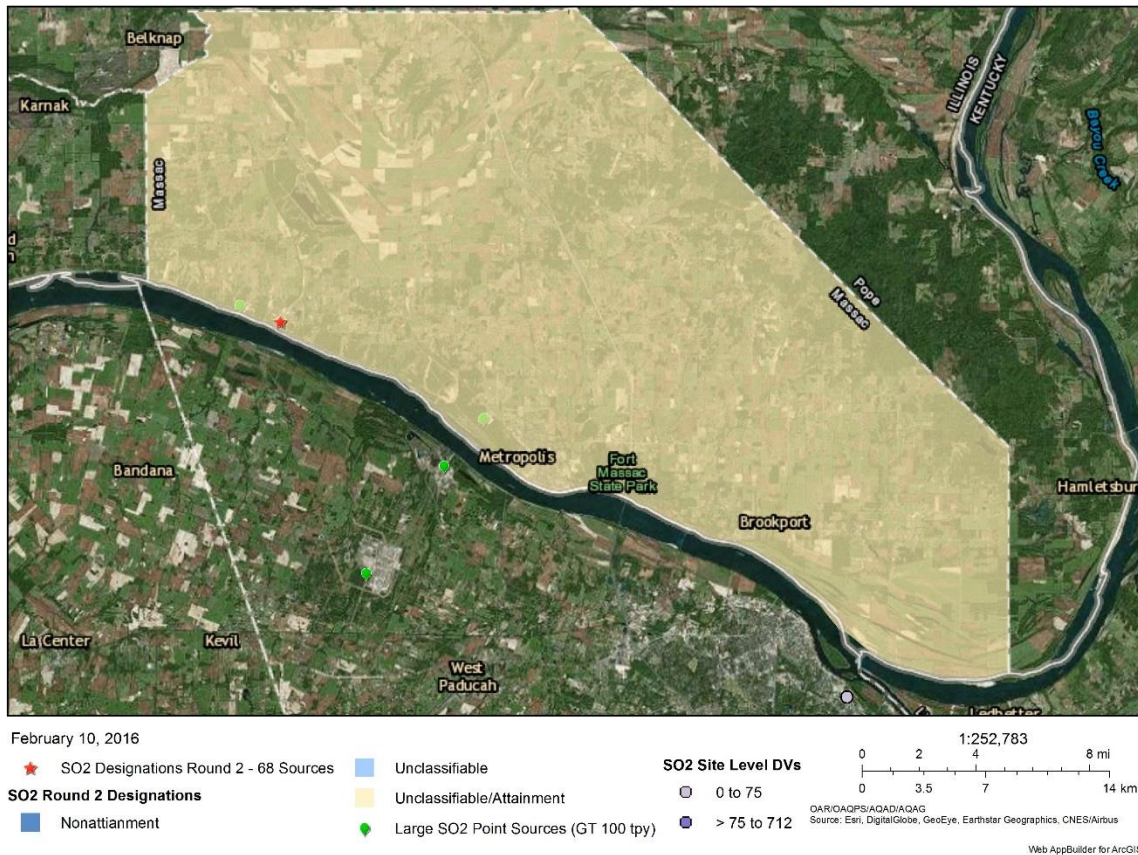 Belknap
Karnak
Massac
ILLINOIS
KENTUCKY
Bayou Creek
Pope
Massac
Bandana
Metropolis
Fort
Massac
State Park
Brookport
Hamletsbur
La Center
Kevil
West
Paducah
Ledbetter
February 10, 2016
SO2 Designations Round 2 - 68 Sources
SO2 Round 2 Designations
Nonattianment
Unclassifiable
Unclassifiable/Attainment
Large SO2 Point Sources (GT 100 tpy)
SO2 Site Level DVs
0 to 75
> 75 to 712
1:252,783
0 2 4 8 mi
0 3.5 7 14 km
OAR/OAQPS/AQAD/AQAG
Source: Esri, DigitalGlobe, GeoEye, Earthstar Geographics, CNES/Airbus
Web AppBuilder for ArcGIS